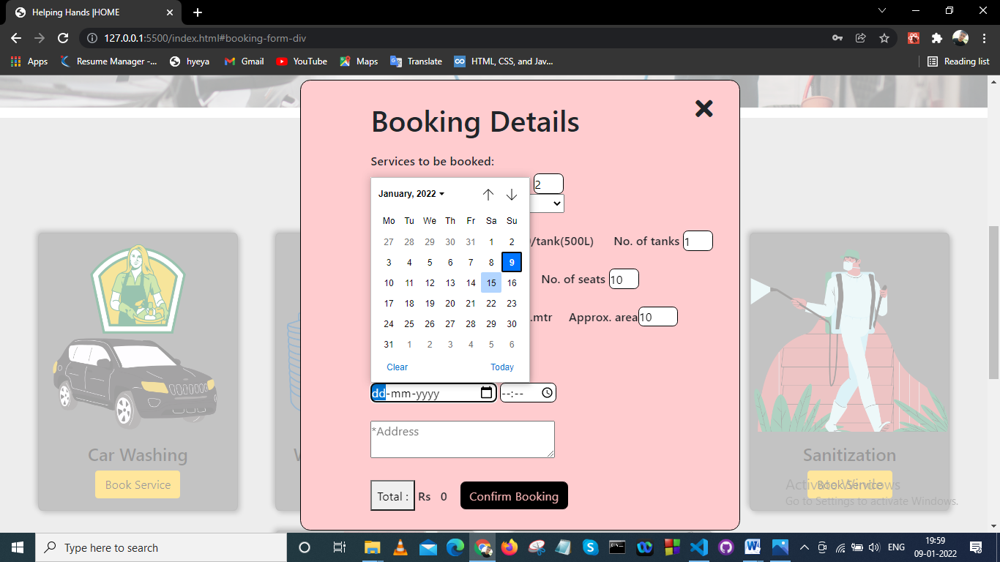 Helping Hands |HOME
127.0.0.1:5500/index.html#booking-form-div
Apps Resume Manager -... hyeya Gmail YouTube Maps Translate HTML, CSS, and Jav... Reading list
Booking Details
Services to be booked:
2
January, 2022
Mo Tu We Th Fr Sa Su
27 28 29 30 31 1 2
3 4 5 6 7 8 9
10 11 12 13 14 15 16
17 18 19 20 21 22 23
24 25 26 27 28 29 30
31 1 2 3 4 5 6
Clear Today
/tank(500L) No. of tanks 1
No. of seats 10
.mtr Approx. area 10
dd-mm-yyyy --:--
*Address
Total : Rs 0 Confirm Booking
Car Washing
Book Service
W
Sanitization
Book Service
Activate Windows
Go to Settings to activate Windows.
Type here to search
ENG
19:59
09-01-2022